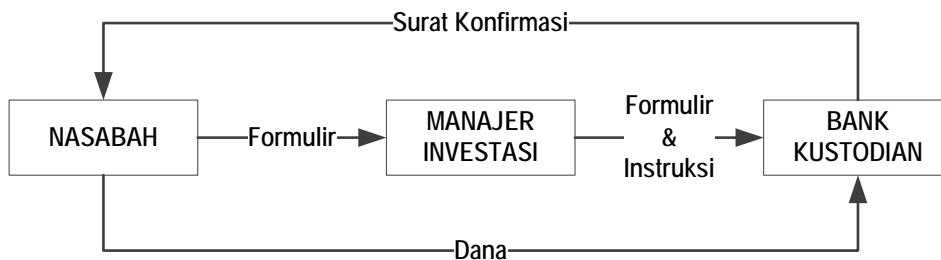 Surat Konfirmasi
NASABAH
Formulir
MANAJER
INVESTASI
Formulir
&
Instruksi
BANK
KUSTODIAN
Dana